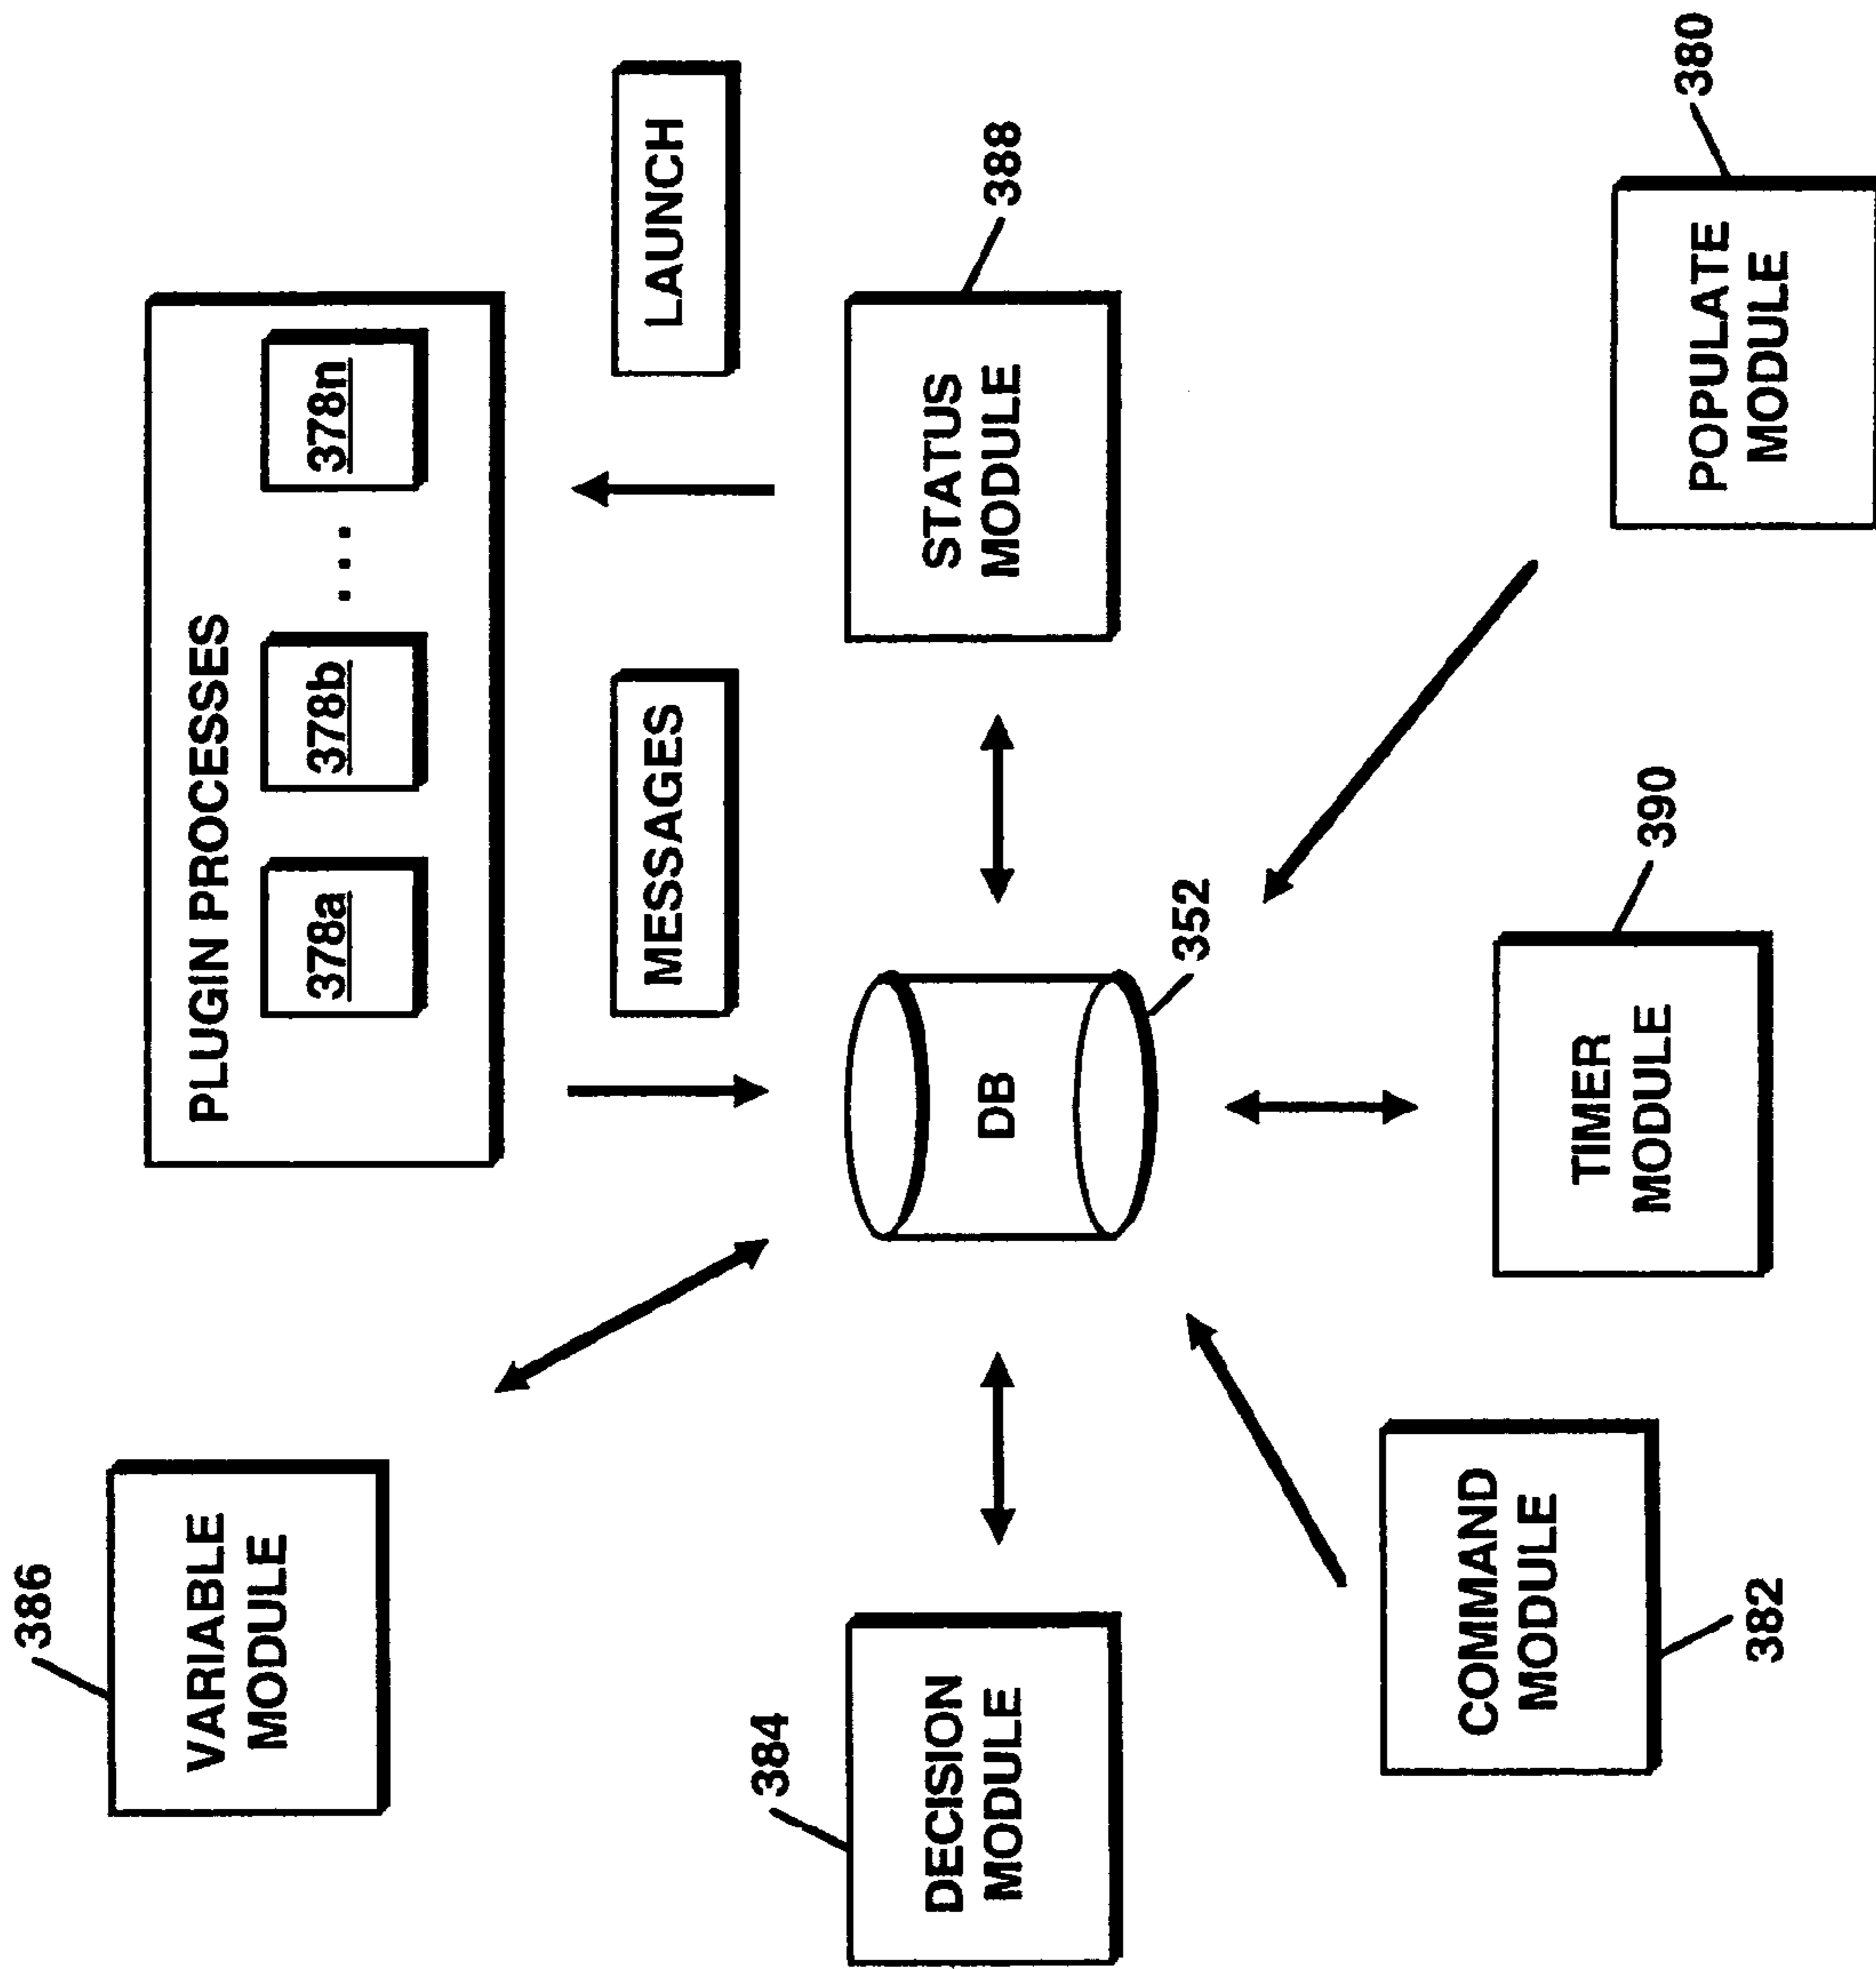 386
VARIABLE
MODULE
PLUGIN PROCESSES
378a
378b
...
378n
MESSAGES
LAUNCH
384
DECISION
MODULE
DB
352
STATUS
MODULE
388
COMMAND
MODULE
382
TIMER
MODULE
390
POPULATE
MODULE
380